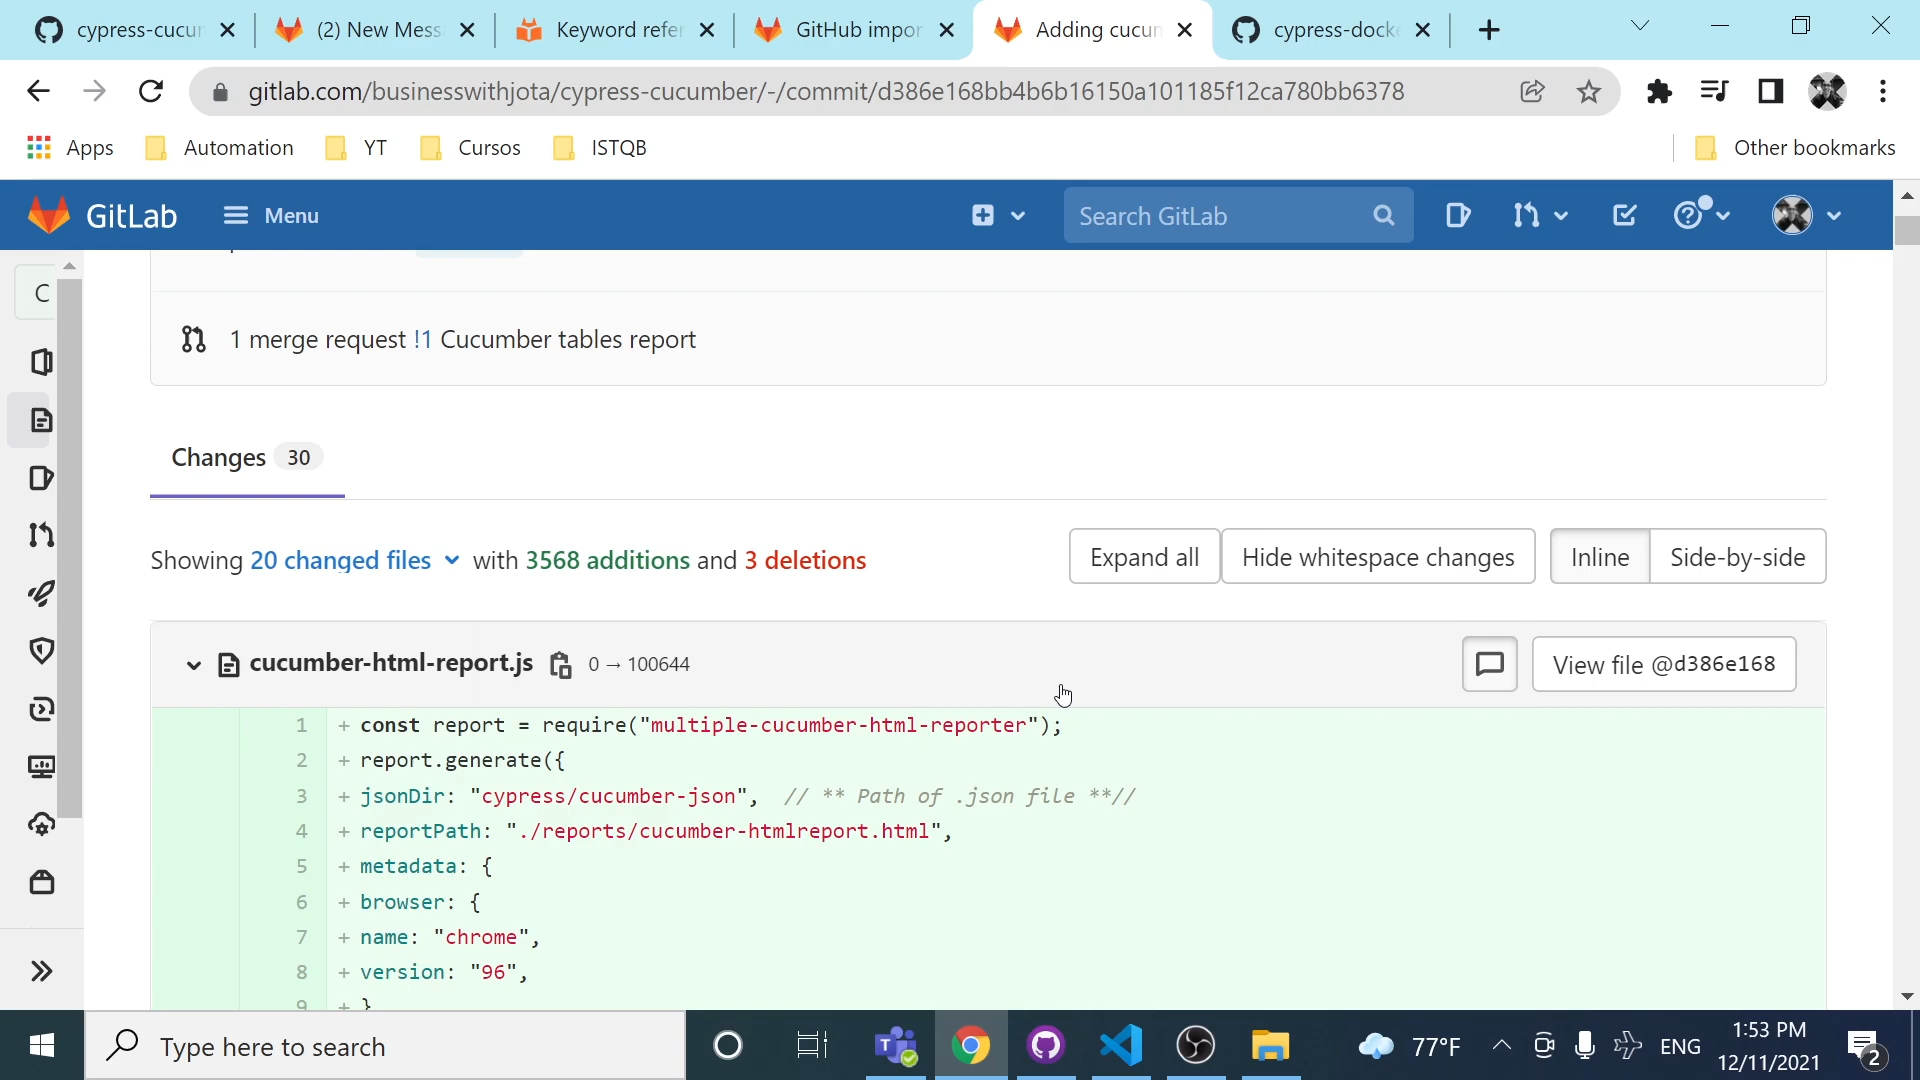 cypress-cucum
(2) New Mess
Keyword refer
GitHub impor
Adding cucum
cypress-docke
gitlab.com/businesswithjota/cypress-cucumber/-/commit/d386e168bb4b6b16150a101185f12ca780bb6378
Apps
Automation
YT
Cursos
ISTQB
Other bookmarks
GitLab
Menu
Search GitLab
C
1 merge request !1 Cucumber tables report
Changes 30
Showing 20 changed files with 3568 additions and 3 deletions
Expand all
Hide whitespace changes
Inline
Side-by-side
cucumber-html-report.js 0 → 100644
View file @d386e168
1 + const report = require("multiple-cucumber-html-reporter");
2 + report.generate({
3 + jsonDir: "cypress/cucumber-json", // ** Path of .json file **//
4 + reportPath: "./reports/cucumber-htmlreport.html",
5 + metadata: {
6 + browser: {
7 + name: "chrome",
8 + version: "96",
9 + }
Type here to search
77°F
ENG
1:53 PM
12/11/2021
2